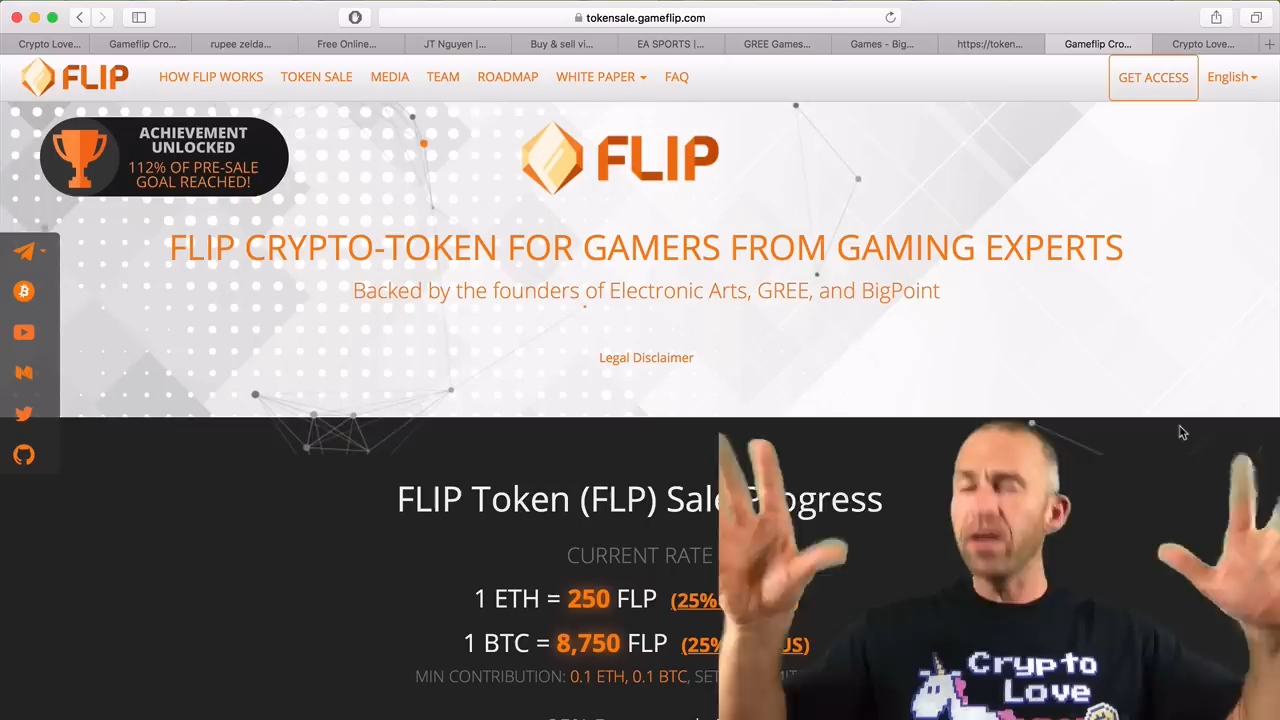 tokensale.gameflip.com
Crypto Love...
Gameflip Cro...
rupee zelda...
Free Online...
JT Nguyen |...
Buy & sell vi...
EA SPORTS |...
GREE Games...
Games - Big...
https://token...
Gameflip Cro...
Crypto Love...
FLIP
HOW FLIP WORKS
TOKEN SALE
MEDIA
TEAM
ROADMAP
WHITE PAPER
FAQ
GET ACCESS
English
ACHIEVEMENT
UNLOCKED
112% OF PRE-SALE
GOAL REACHED!
FLIP
FLIP CRYPTO-TOKEN FOR GAMERS FROM GAMING EXPERTS
Backed by the founders of Electronic Arts, GREE, and BigPoint
Legal Disclaimer
FLIP Token (FLP) Sale Progress
CURRENT RATE
1 ETH = 250 FLP (25%
1 BTC = 8,750 FLP (25% US)
MIN CONTRIBUTION: 0.1 ETH, 0.1 BTC,
Crypto
Love